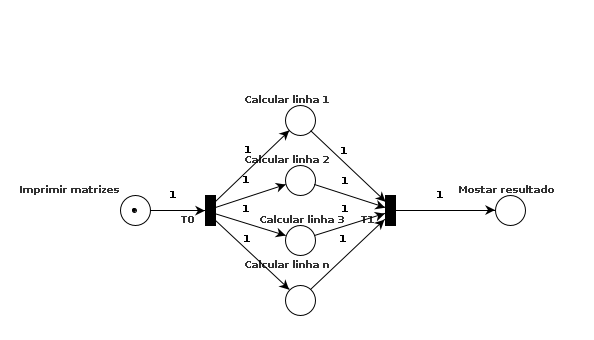 Calcular linha 1
1
1
Calcular linha 2
1
1
Imprimir matrizes
1
1
Mostar resultado
1
1
T0
Calcular linha 3
T1
1
1
Calcular linha n